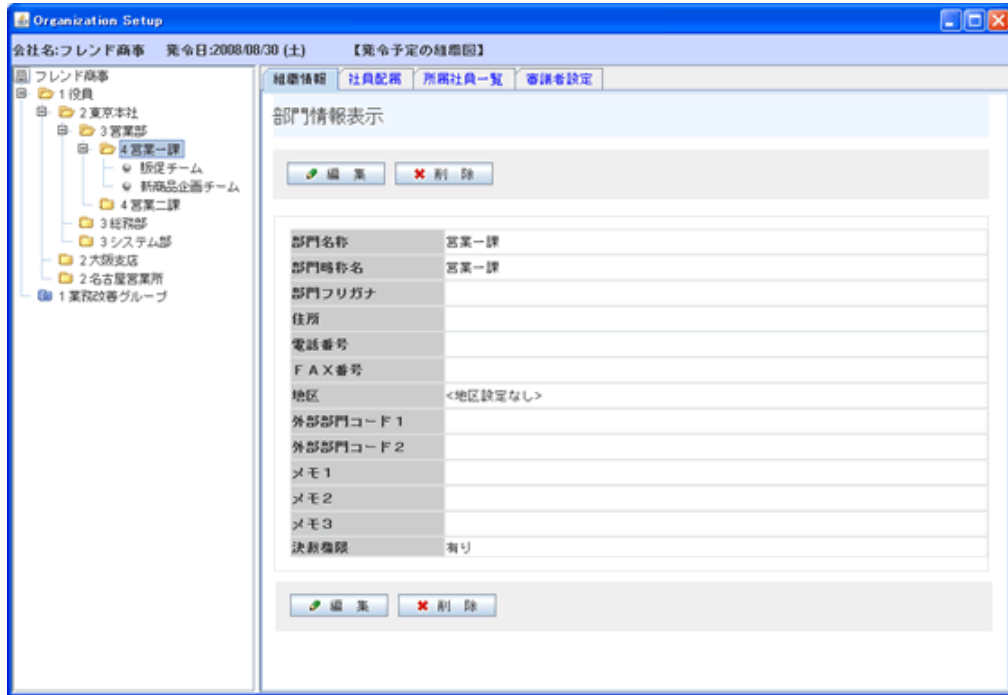 Organization Setup
会社名:フレンド商事 発令日:2008/08/30 (土) 【発令予定の組織図】
フレンド商事
1 役員
2 東京本社
3 営業部
4 営業一課
販促チーム
新商品企画チーム
4 営業二課
3 総務部
3 システム部
2 大阪支店
2 名古屋営業所
1 業務改善グループ
組織情報 社員配属 所属社員一覧 審議者設定
部門情報表示
編 集 削 除
部門名称 営業一課
部門略称名 営業一課
部門フリガナ
住所
電話番号
FAX番号
地区 <地区設定なし>
外部部門コード1
外部部門コード2
メモ1
メモ2
メモ3
決裁権限 有り
編 集 削 除